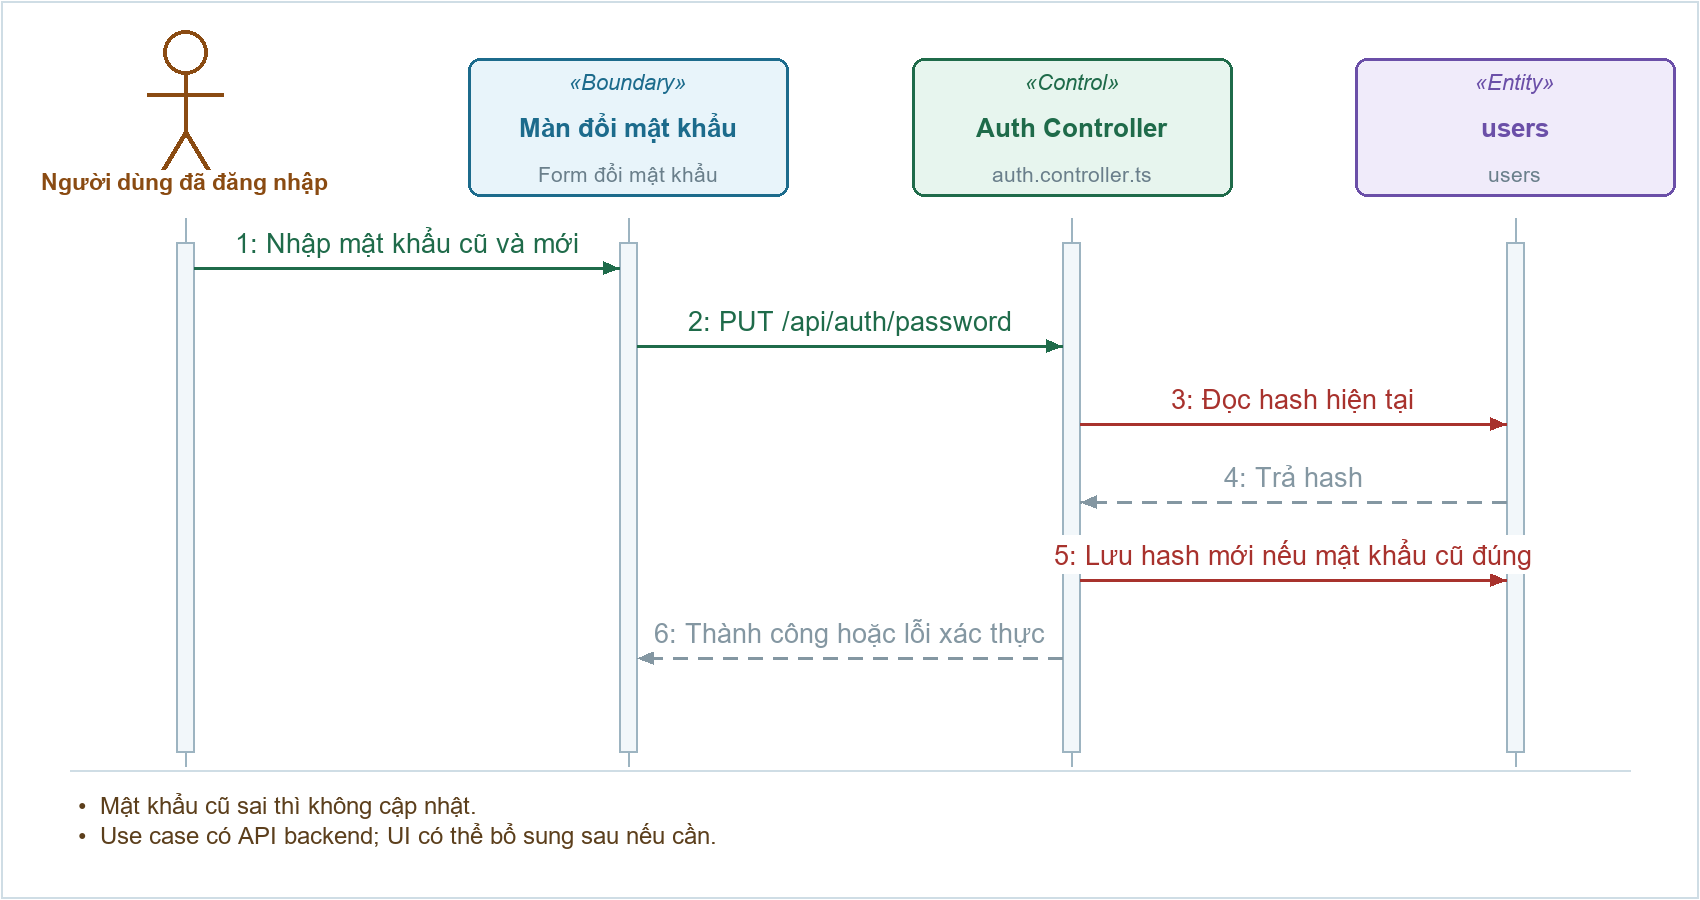 «Boundary»
Màn đổi mật khẩu
Form đổi mật khẩu
«Control»
Auth Controller
auth.controller.ts
«Entity»
users
users
Người dùng đã đăng nhập
1: Nhập mật khẩu cũ và mới
2: PUT /api/auth/password
3: Đọc hash hiện tại
4: Trả hash
5: Lưu hash mới nếu mật khẩu cũ đúng
6: Thành công hoặc lỗi xác thực
• Mật khẩu cũ sai thì không cập nhật.
• Use case có API backend; UI có thể bổ sung sau nếu cần.